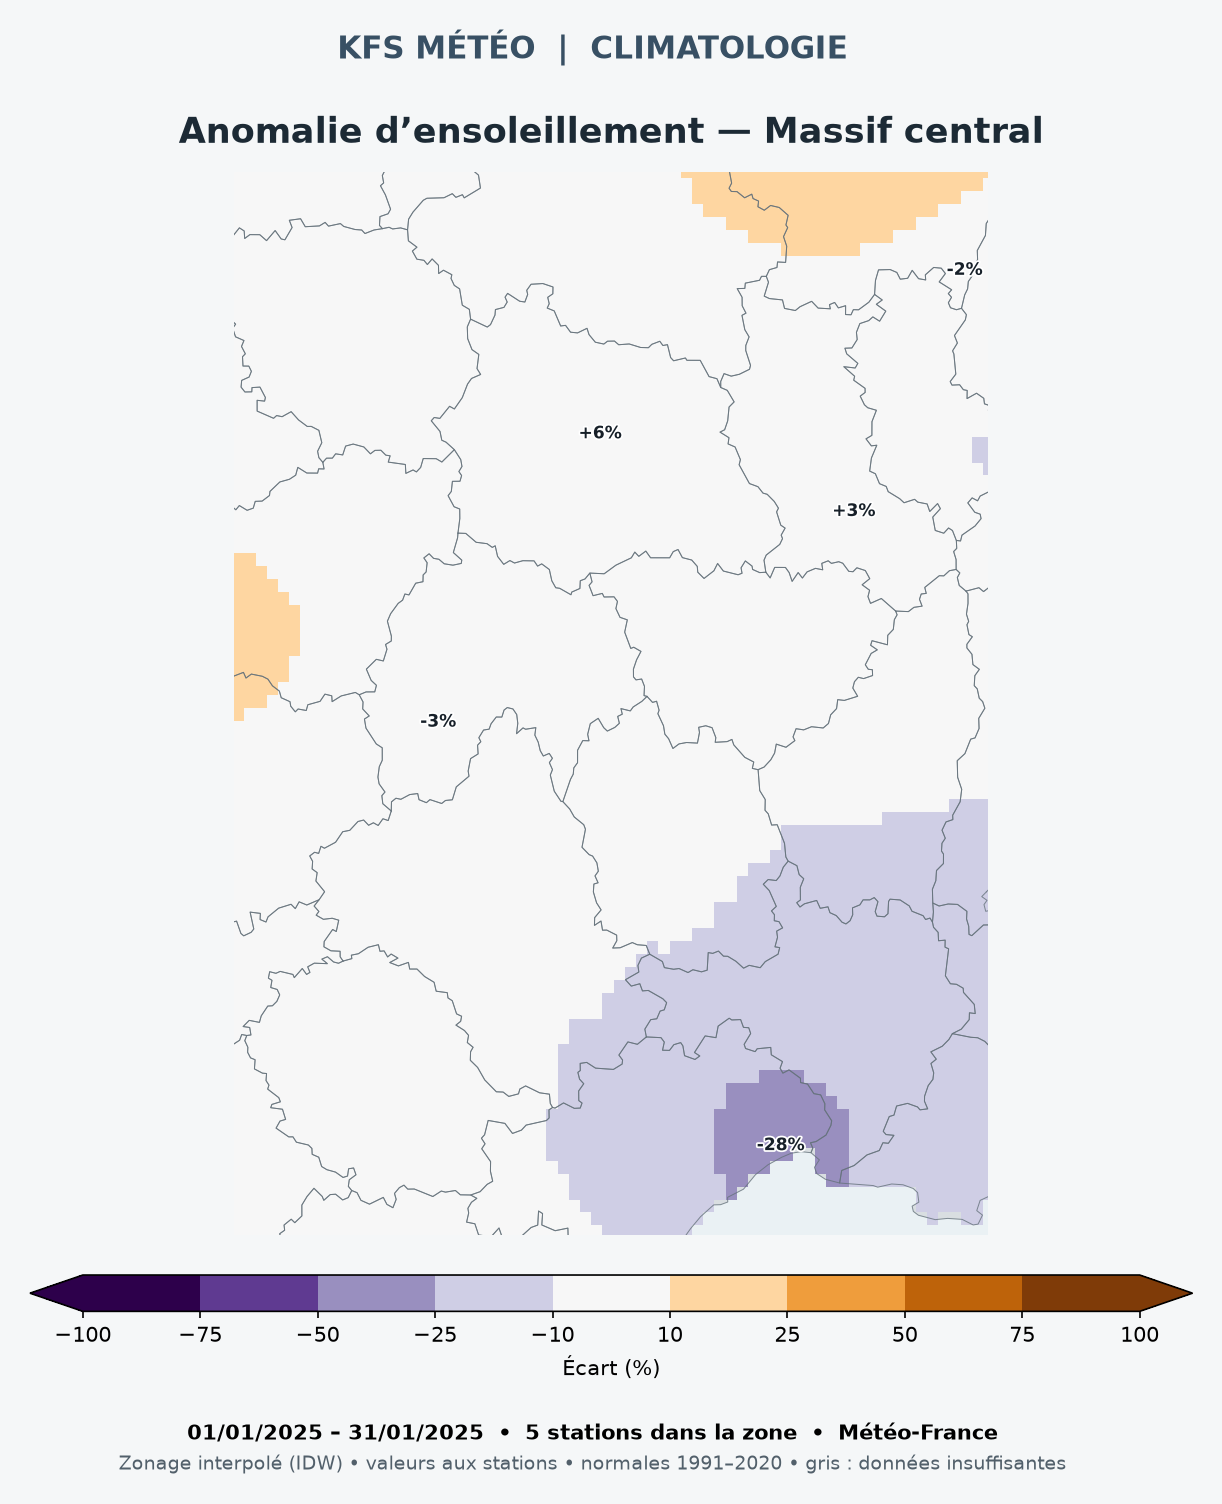 KFS MÉTÉO | CLIMATOLOGIE
Anomalie d’ensoleillement — Massif central
-2%
+6%
+3%
-3%
-28%
−100 −75 −50 −25 −10 10 25 50 75 100
Écart (%)
01/01/2025 – 31/01/2025 • 5 stations dans la zone • Météo-France
Zonage interpolé (IDW) • valeurs aux stations • normales 1991–2020 • gris : données insuffisantes